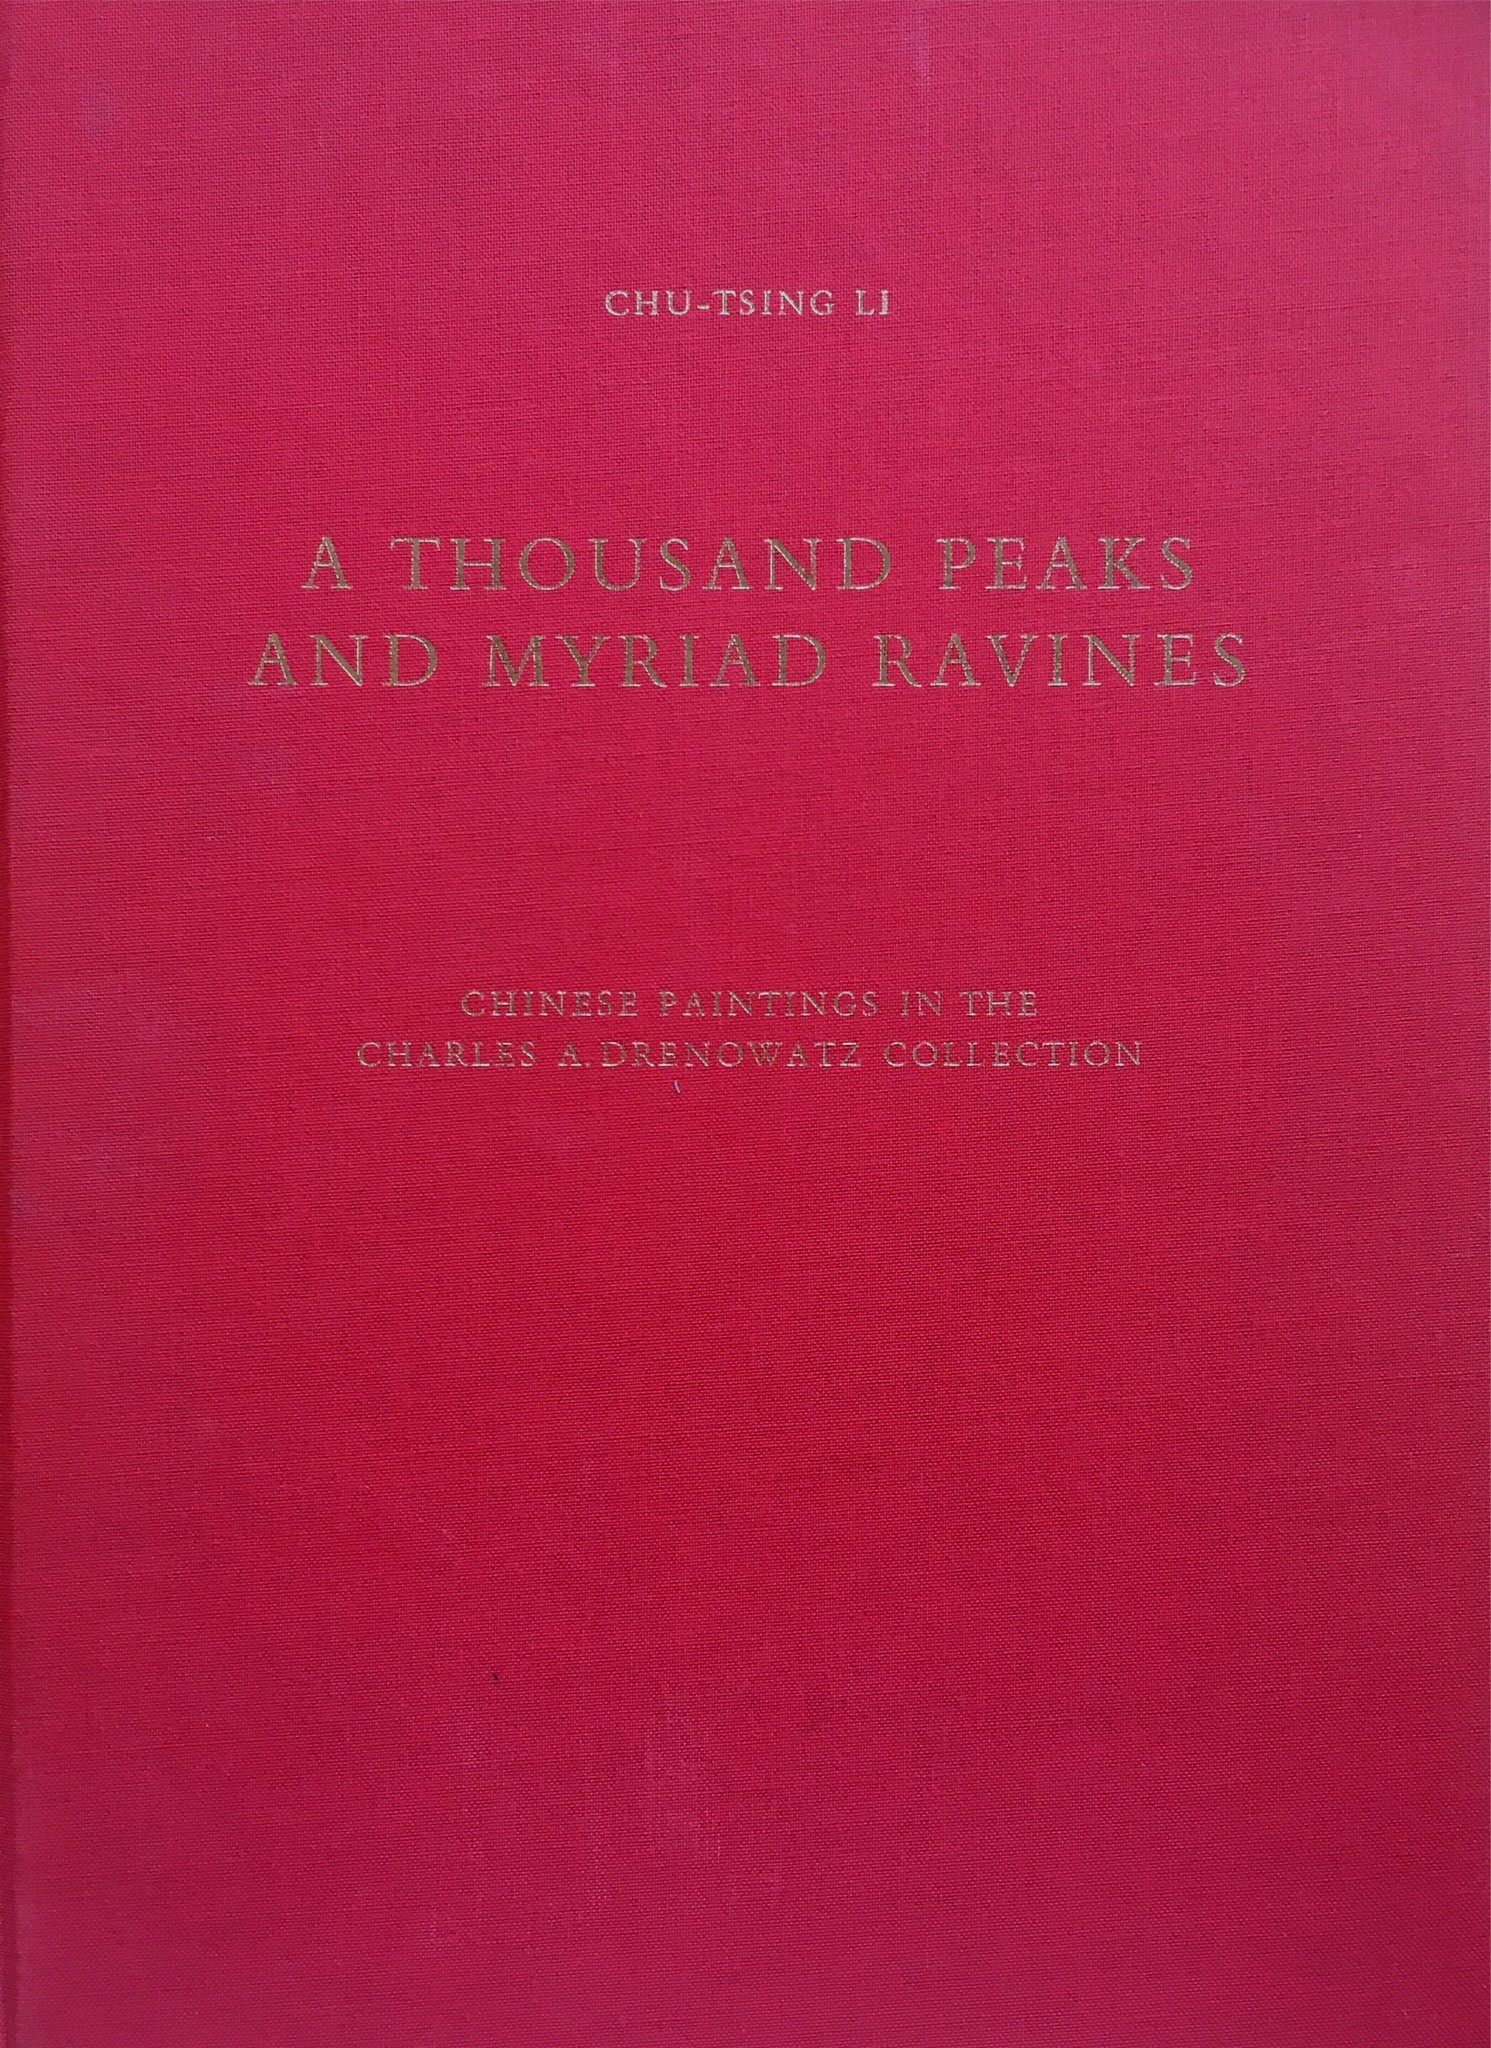 CHU-TSING LI
A THOUSAND PEAKS
AND MYRIAD RAVINES
CHINESE PAINTINGS IN THE
CHARLES A. DRENOWATZ COLLECTION